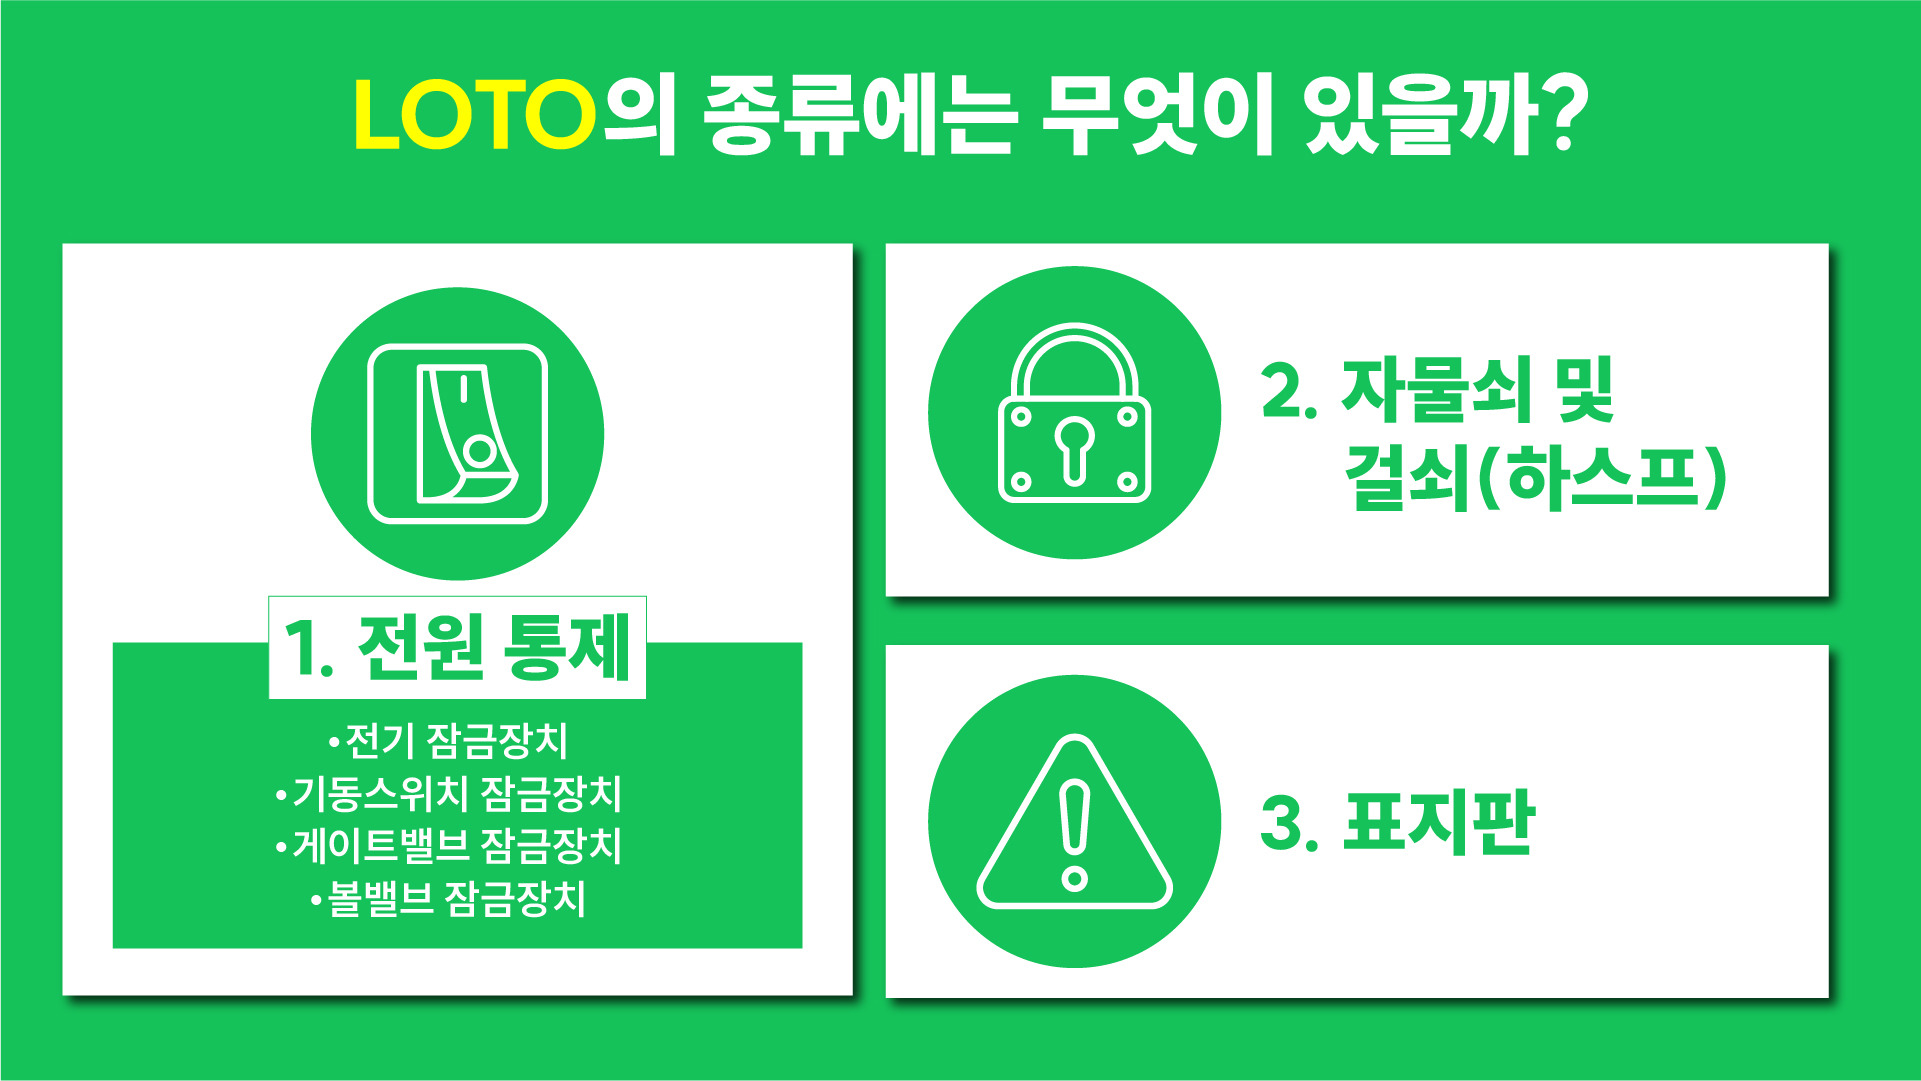 LOTO의 종류에는 무엇이 있을까?
1. 전원 통제
•전기 잠금장치
•기동스위치 잠금장치
•게이트밸브 잠금장치
•볼밸브 잠금장치
2. 자물쇠 및
걸쇠(하스프)
3. 표지판